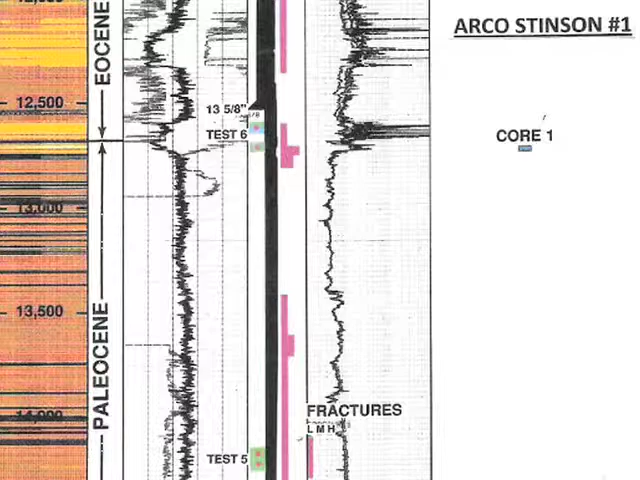 ARCO STINSON #1
EOCENE
12,500
13 5/8"
TEST 6
CORE 1
13,000
13,500
PALEOCENE
14,000
FRACTURES
L M H
TEST 5